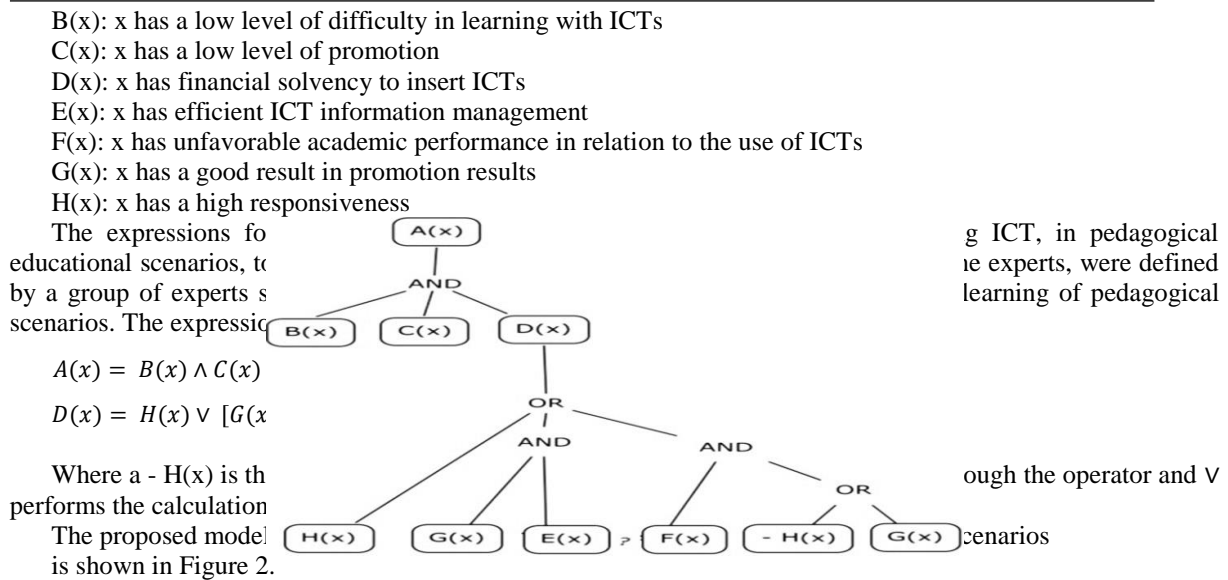 B(x): x has a low level of difficulty in learning with ICTs
C(x): x has a low level of promotion
D(x): x has financial solvency to insert ICTs
E(x): x has efficient ICT information management
F(x): x has unfavorable academic performance in relation to the use of ICTs
G(x): x has a good result in promotion results
H(x): x has a high responsiveness
The expressions fo g ICT, in pedagogical
educational scenarios, to e experts, were defined
by a group of experts s learning of pedagogical
scenarios. The expressio
A(x) = B(x) ∧ C(x)
D(x) = H(x) ∨ [G(x
Where a - H(x) is th ough the operator and ∨
performs the calculation
The proposed model cenarios
is shown in Figure 2.
A(x)
AND
B(x) C(x) D(x)
OR
AND AND
OR
H(x) G(x) E(x) F(x) - H(x) G(x)